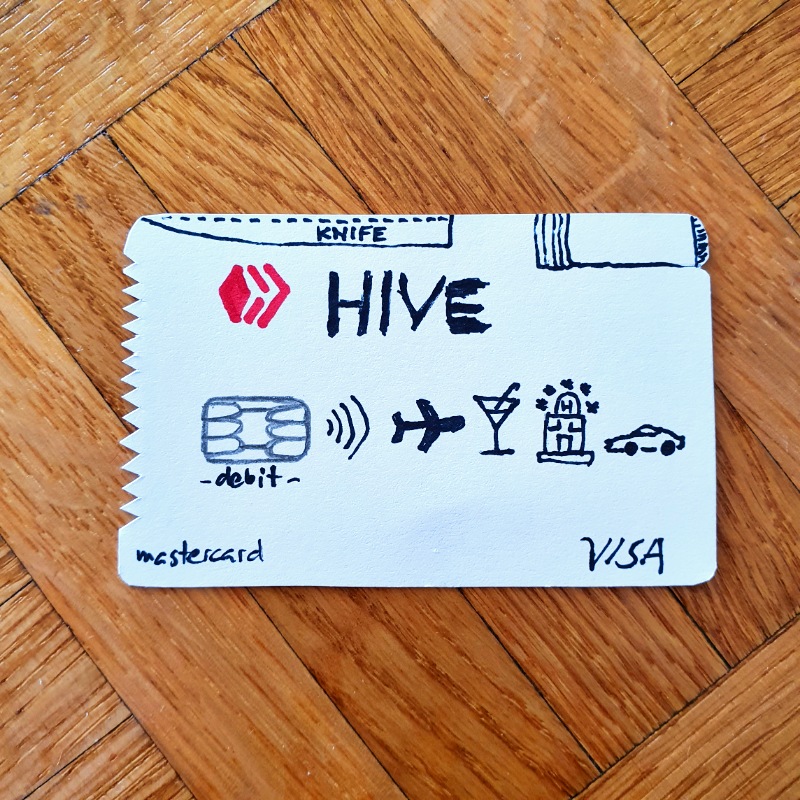 KNIFE
HIVE
H
-debit-
mastercard
VISA